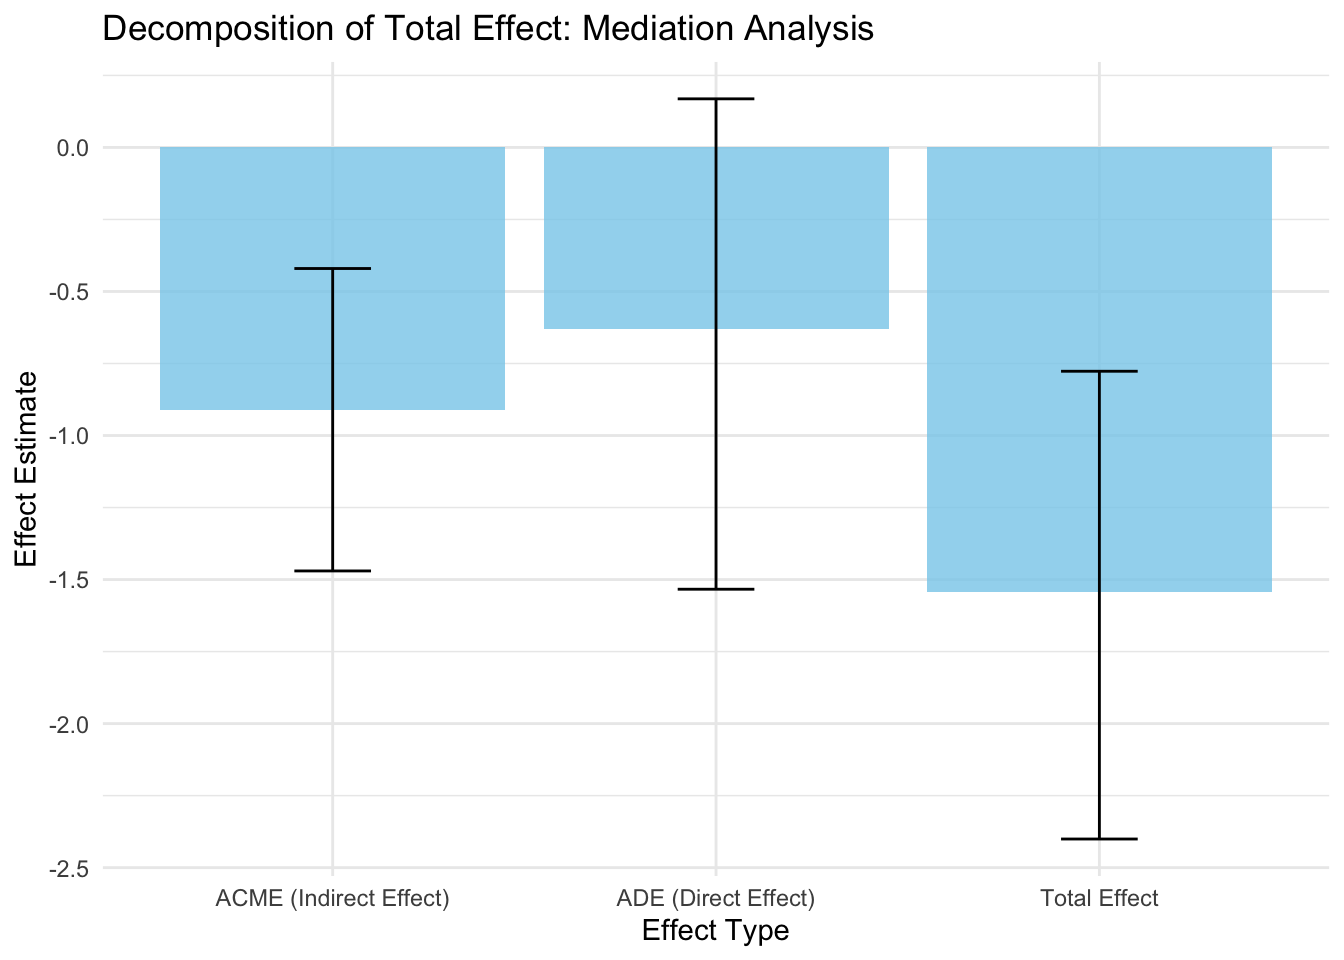 Decomposition of Total Effect: Mediation Analysis
0.0
-0.5
-1.0
-1.5
-2.0
-2.5
Effect Estimate
ACME (Indirect Effect)
ADE (Direct Effect)
Total Effect
Effect Type